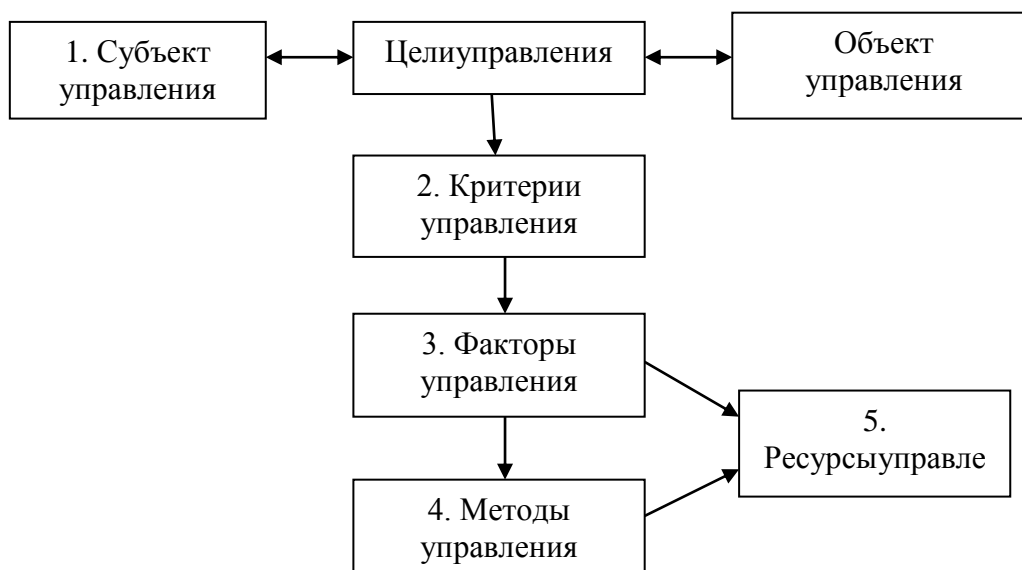 1. Субъект
управления
Целиуправления
Объект
управления
2. Критерии
управления
3. Факторы
управления
5.
Ресурсыуправле
4. Методы
управления